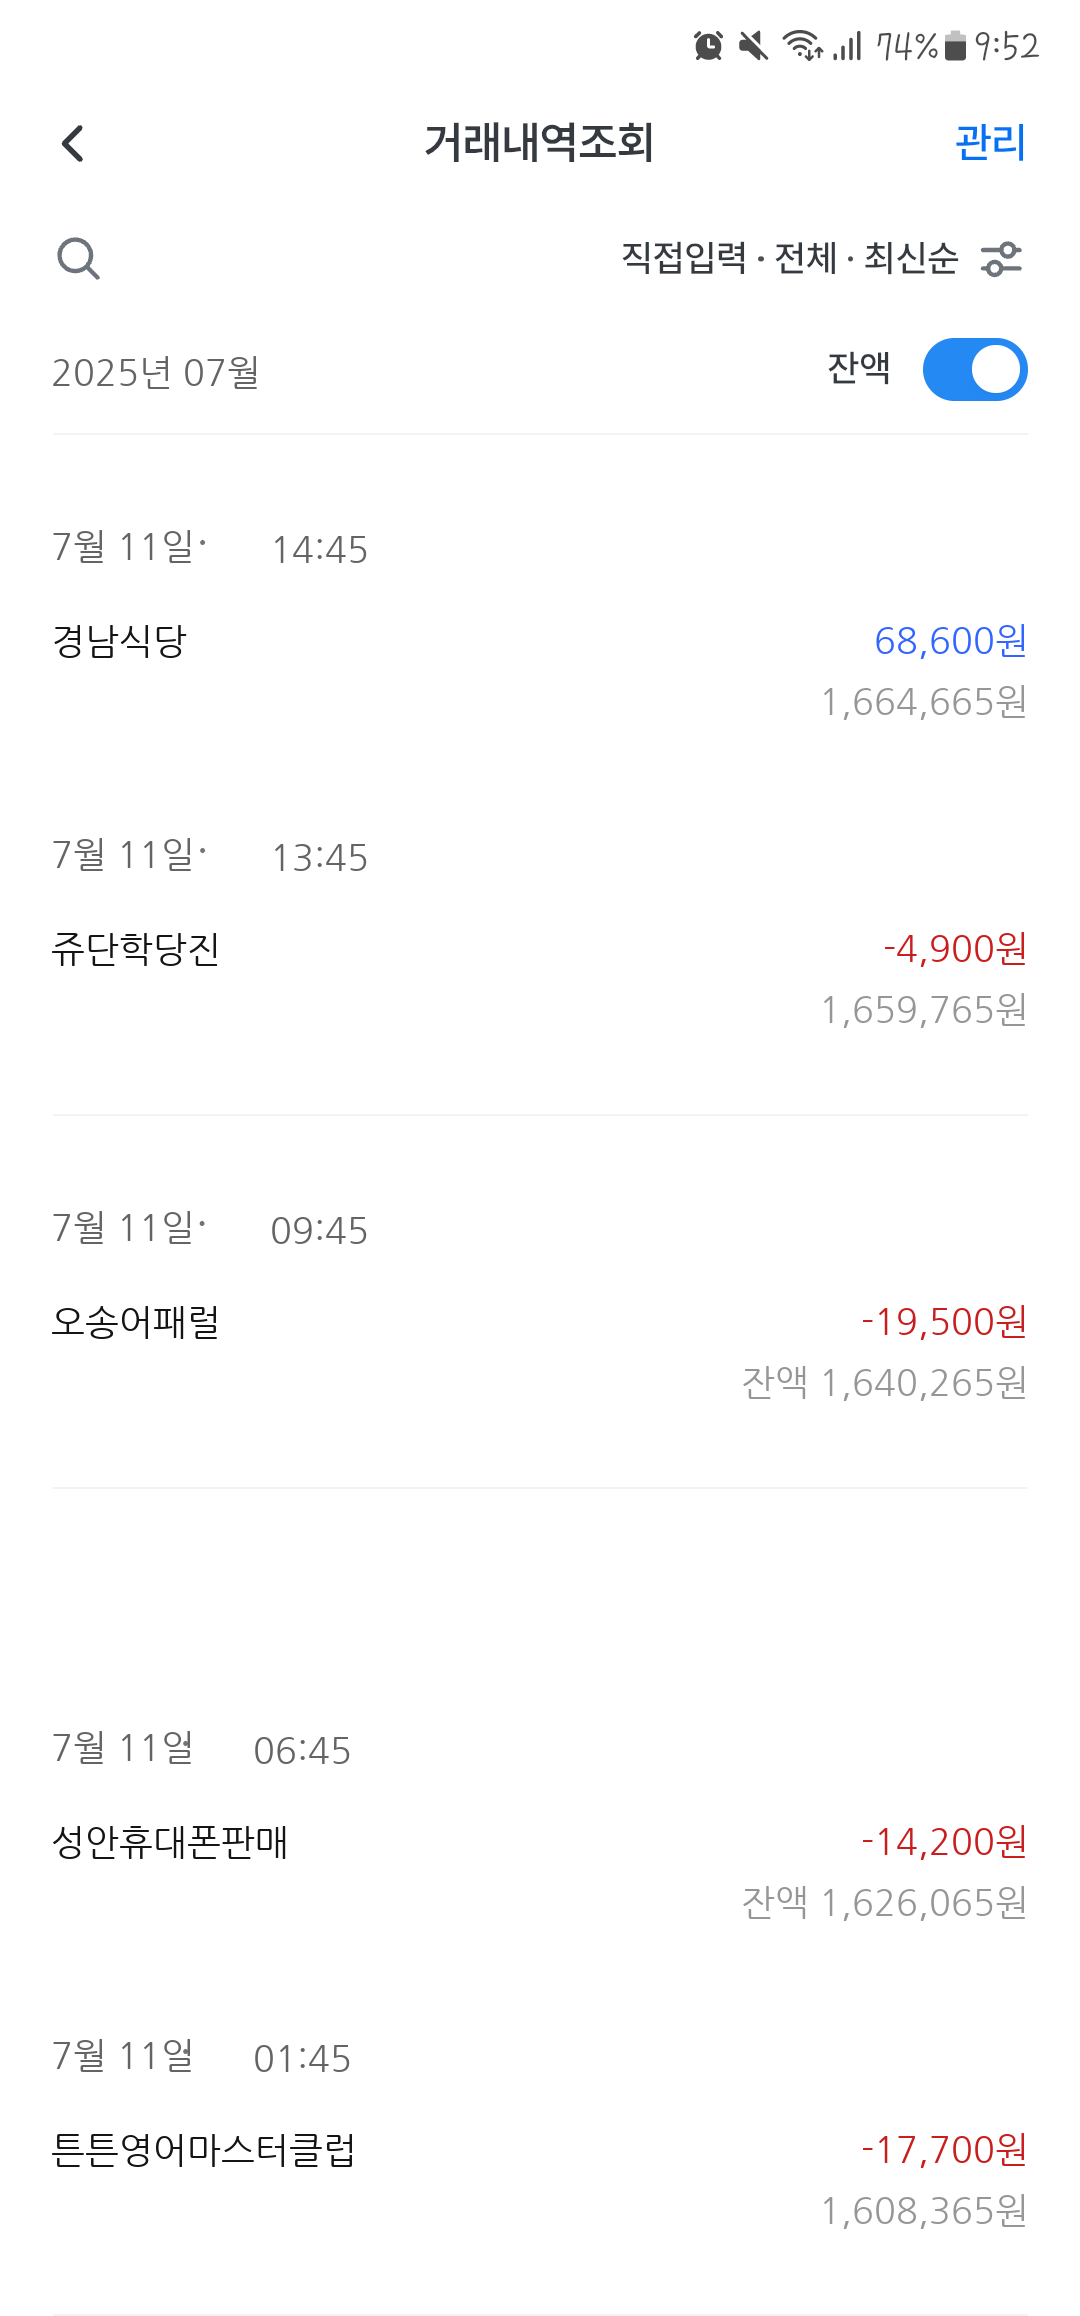 74% 9:52
거래내역조회 관리
직접입력 · 전체 · 최신순
2025년 07월 잔액
7월 11일· 14:45
경남식당 68,600원
1,664,665원
7월 11일· 13:45
쥬단학당진 -4,900원
1,659,765원
7월 11일· 09:45
오송어패럴 -19,500원
잔액 1,640,265원
7월 11일 06:45
성안휴대폰판매 -14,200원
잔액 1,626,065원
7월 11일 01:45
튼튼영어마스터클럽 -17,700원
1,608,365원